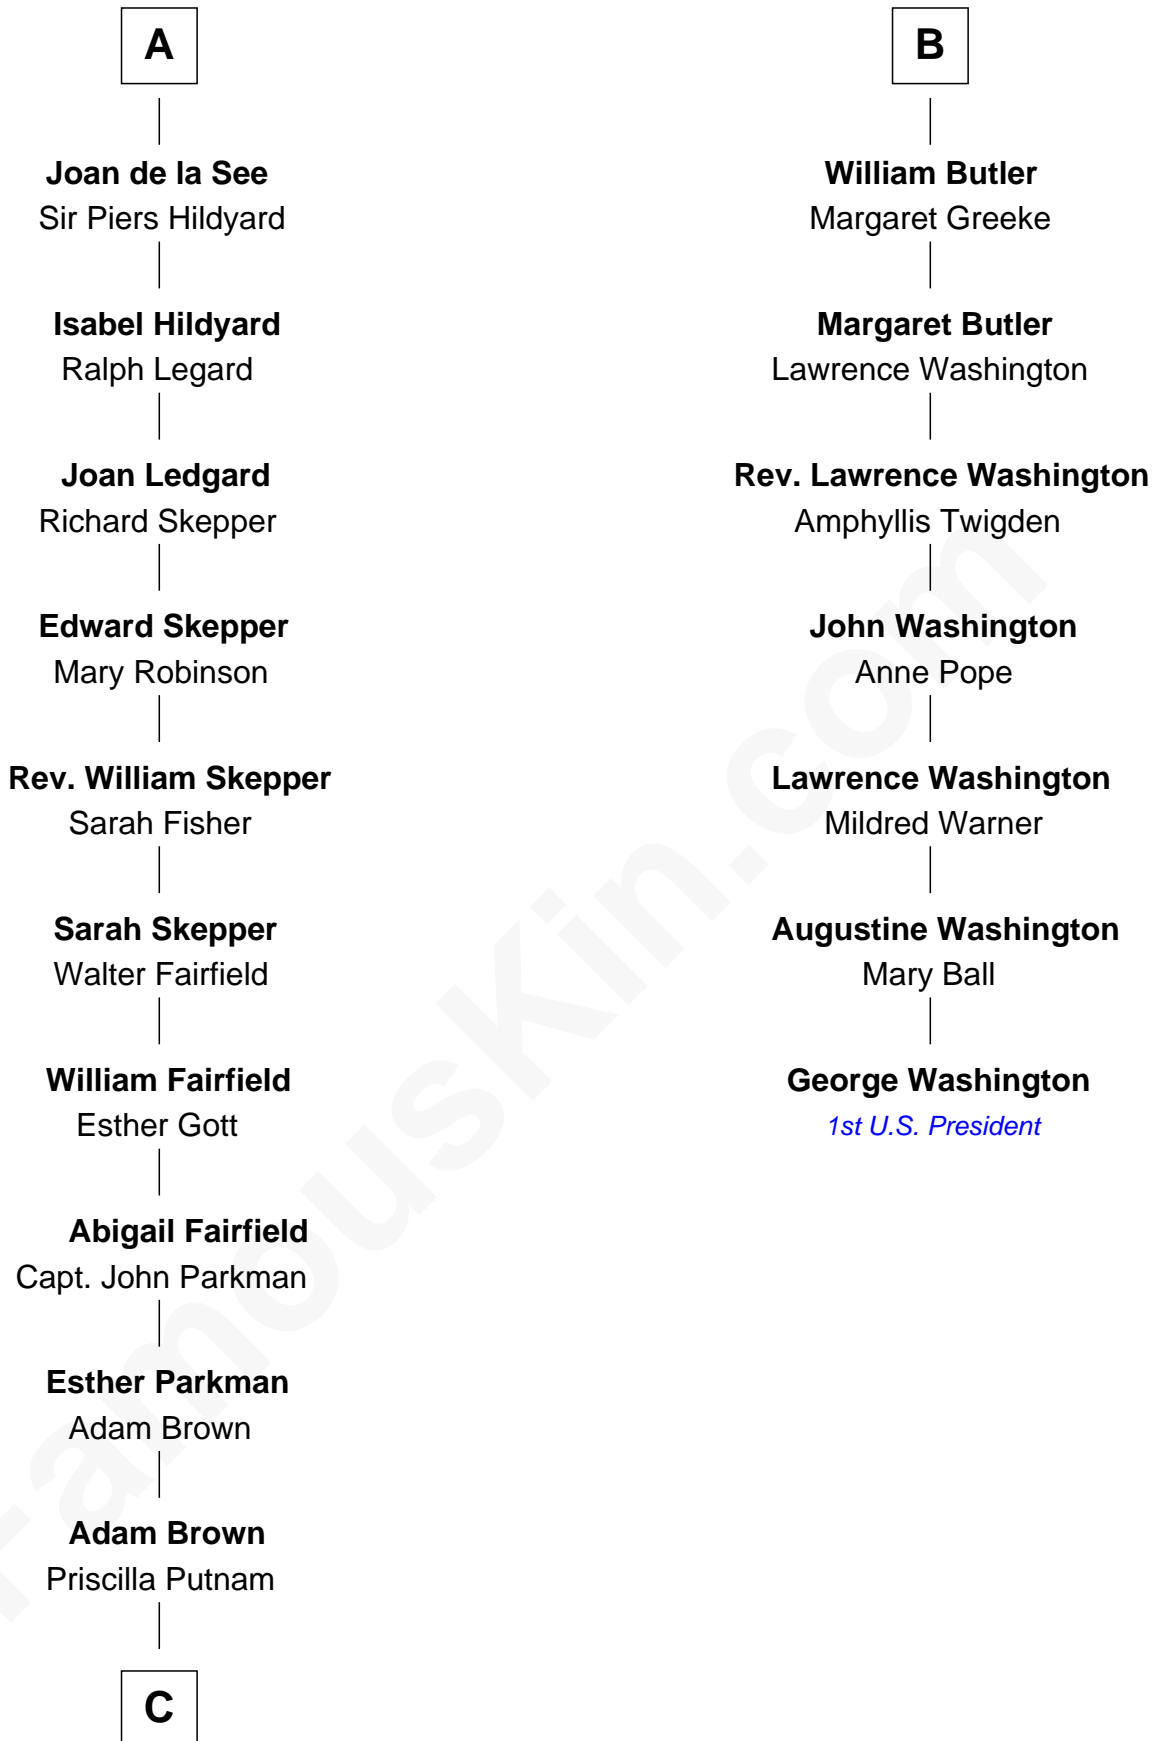 A
Joan de la See
Sir Piers Hildyard
Isabel Hildyard
Ralph Legard
Joan Ledgard
Richard Skepper
Edward Skepper
Mary Robinson
Rev. William Skepper
Sarah Fisher
Sarah Skepper
Walter Fairfield
William Fairfield
Esther Gott
Abigail Fairfield
Capt. John Parkman
Esther Parkman
Adam Brown
Adam Brown
Priscilla Putnam
C
B
William Butler
Margaret Greeke
Margaret Butler
Lawrence Washington
Rev. Lawrence Washington
Amphyllis Twigden
John Washington
Anne Pope
Lawrence Washington
Mildred Warner
Augustine Washington
Mary Ball
George Washington
1st U.S. President
FamousKin.com